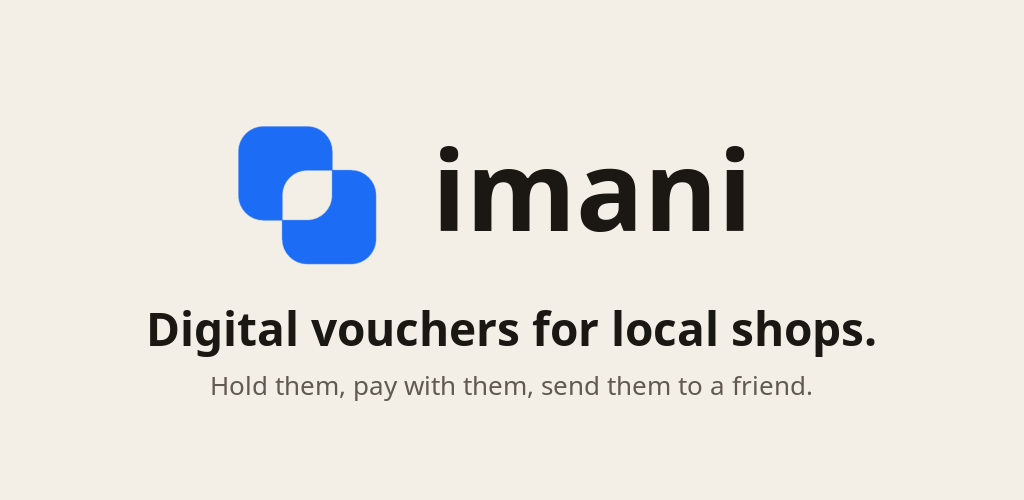 imani
Digital vouchers for local shops.
Hold them, pay with them, send them to a friend.